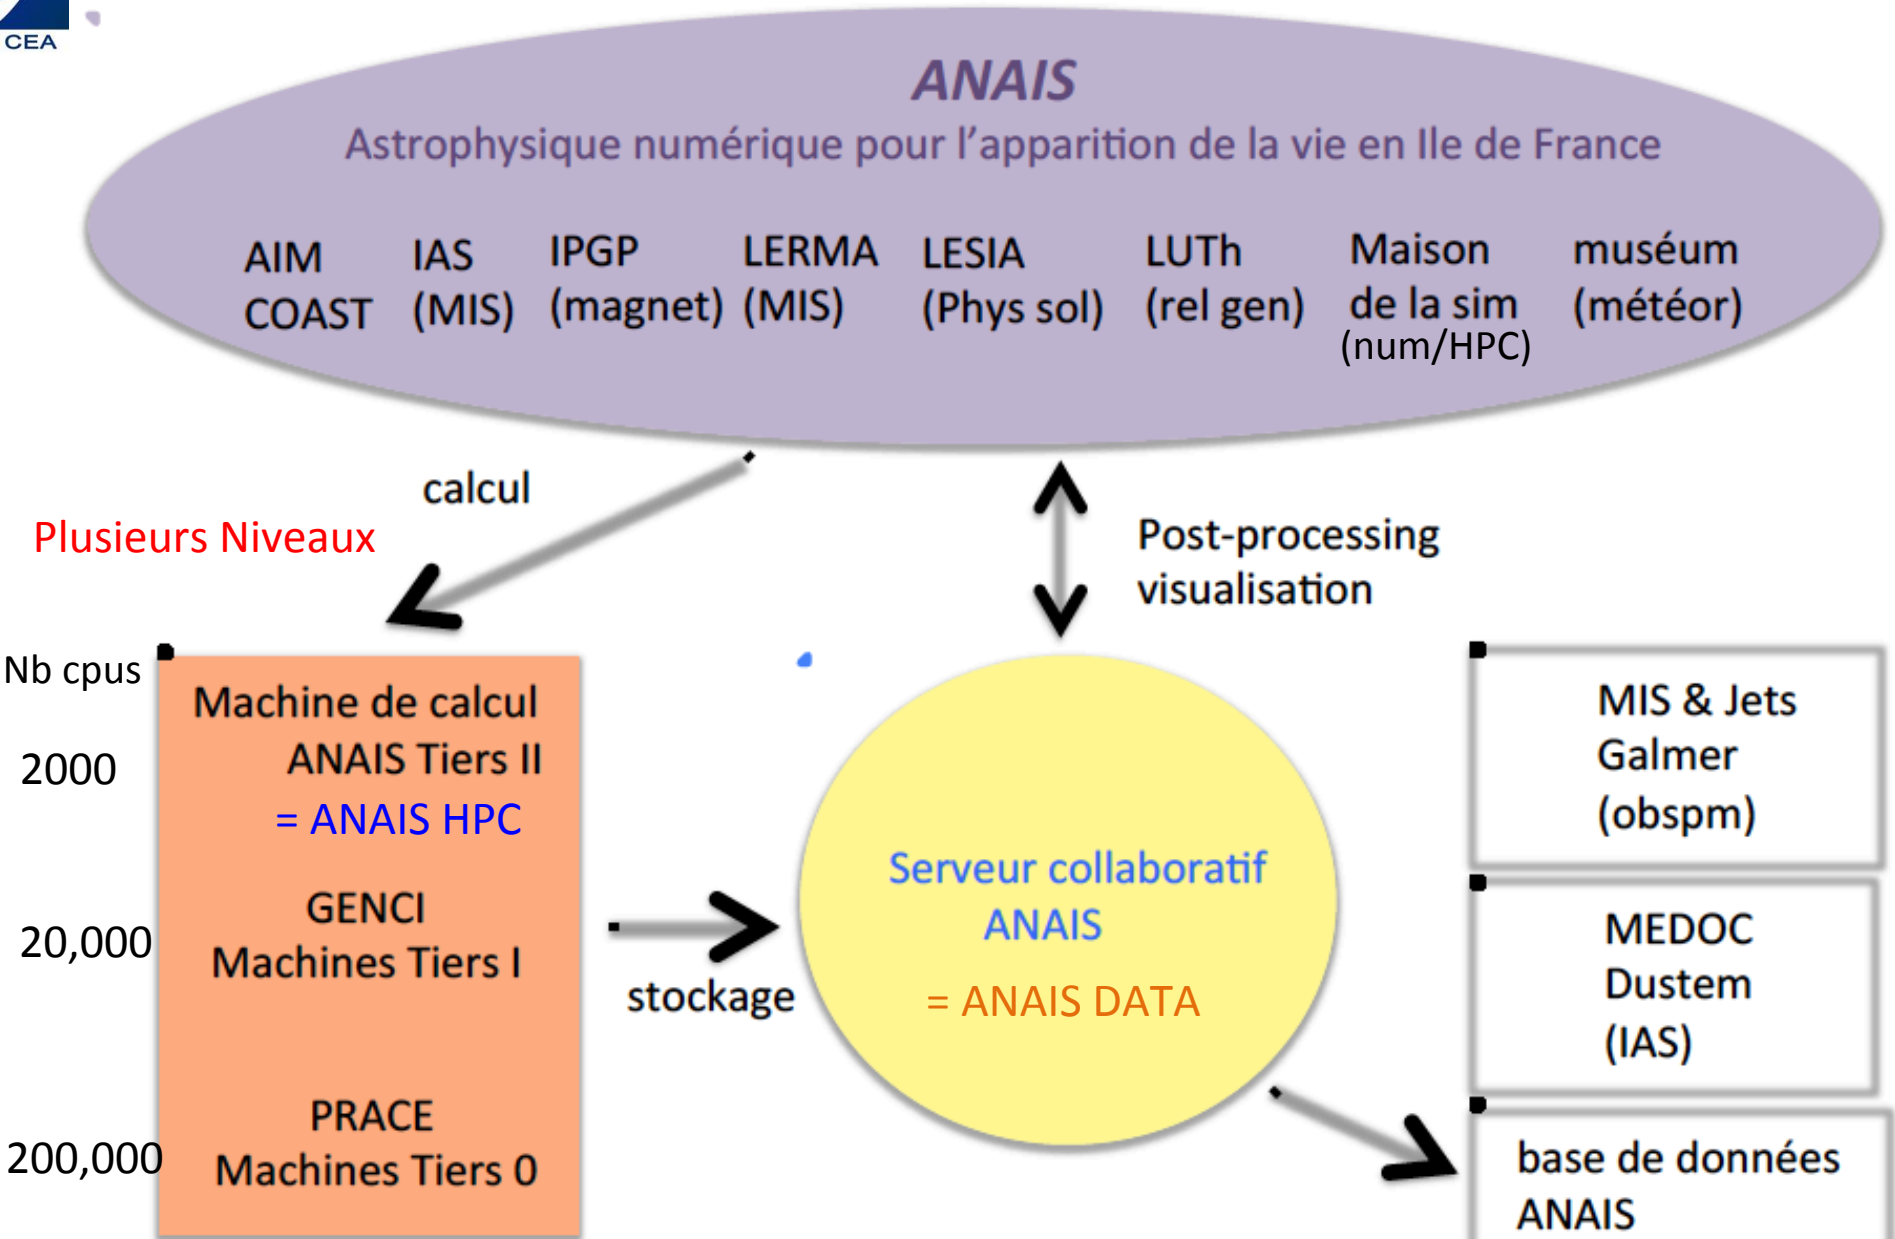 CEA
ANAIS
Astrophysique numérique pour l'apparition de la vie en Ile de France
AIM
COAST
IAS
(MIS)
IPGP
(magnet)
LERMA
(MIS)
LESIA
(Phys sol)
LUTh
(rel gen)
Maison
de la sim
(num/HPC)
muséum
(météor)
calcul
Plusieurs Niveaux
Post-processing
visualisation
Nb cpus
2000
20,000
200,000
Machine de calcul
ANAIS Tiers II
= ANAIS HPC
GENCI
Machines Tiers I
PRACE
Machines Tiers 0
stockage
Serveur collaboratif
ANAIS
= ANAIS DATA
MIS & Jets
Galmer
(obspm)
MEDOC
Dustem
(IAS)
base de données
ANAIS